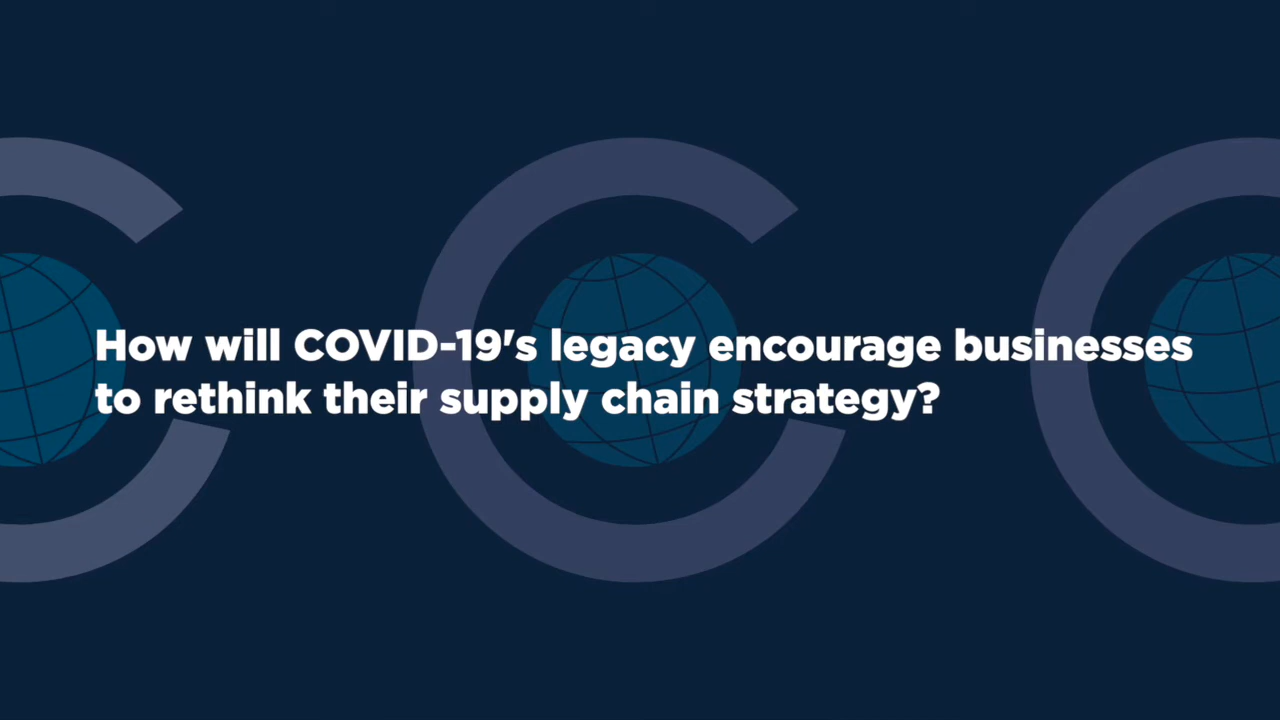 How will COVID-19's legacy encourage businesses
to rethink their supply chain strategy?